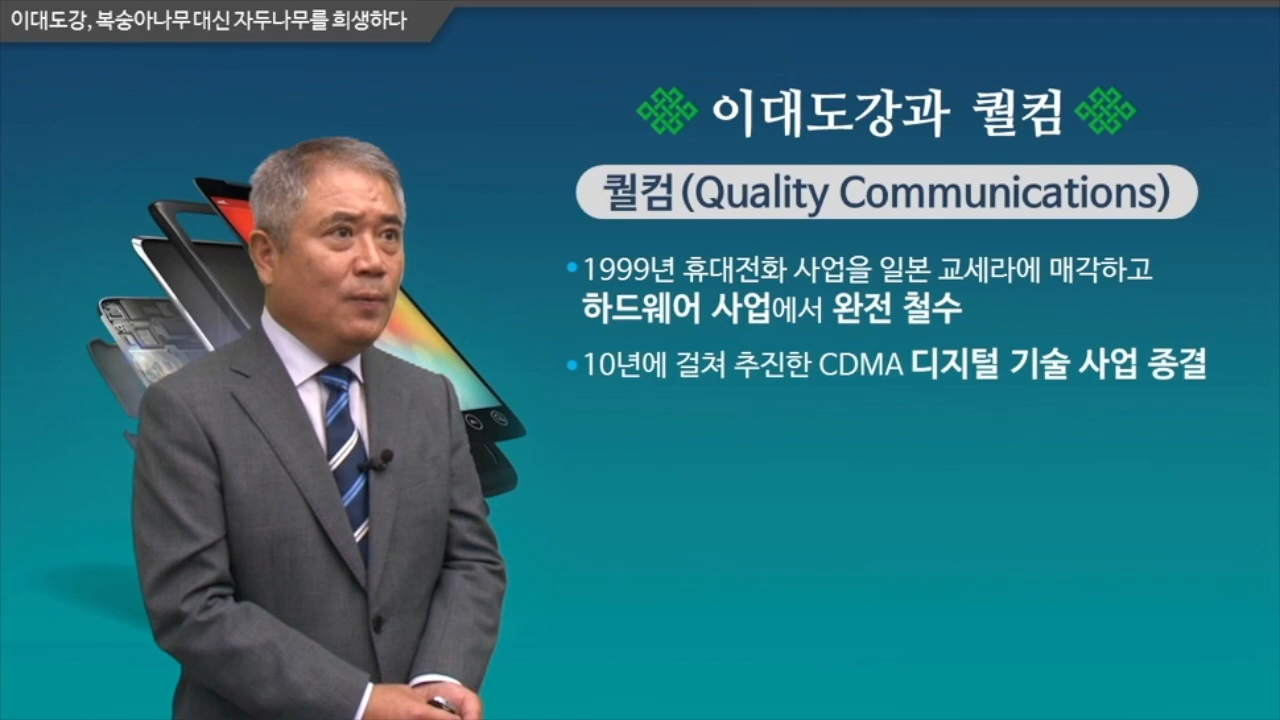 이대도강, 복숭아나무 대신 자두나무를 희생하다
이대도강과 퀄컴
퀄컴(Quality Communications)
•1999년 휴대전화 사업을 일본 교세라에 매각하고
하드웨어 사업에서 완전 철수
•10년에 걸쳐 추진한 CDMA 디지털 기술 사업 종결